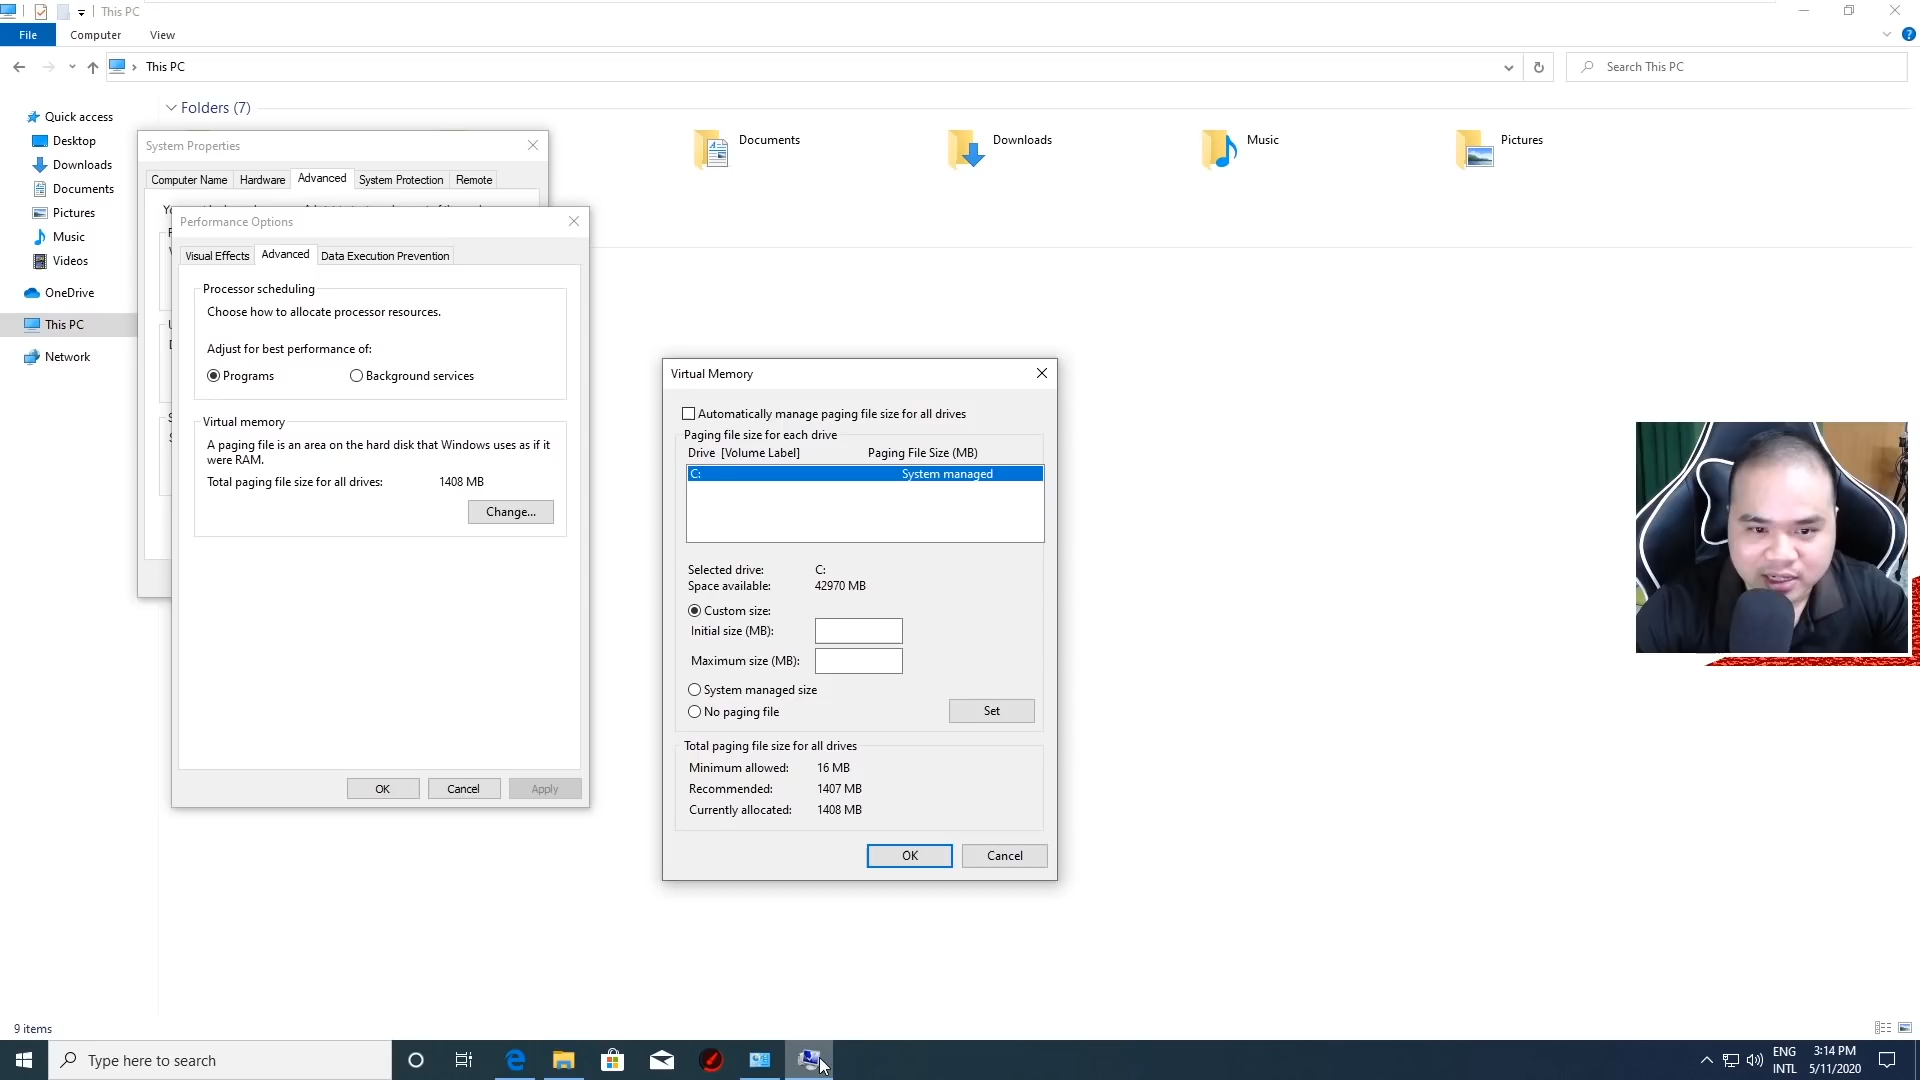 This PC
File
Computer
View
This PC
Search This PC
Quick access
Desktop
Downloads
Documents
Pictures
Music
Videos
OneDrive
This PC
Network
Folders (7)
Documents
Downloads
Music
Pictures
System Properties
Computer Name
Hardware
Advanced
System Protection
Remote
Performance Options
Visual Effects
Advanced
Data Execution Prevention
Processor scheduling
Choose how to allocate processor resources.
Adjust for best performance of:
Programs
Background services
Virtual memory
A paging file is an area on the hard disk that Windows uses as if it
were RAM.
Total paging file size for all drives: 1408 MB
Change...
OK
Cancel
Apply
Virtual Memory
Automatically manage paging file size for all drives
Paging file size for each drive
Drive [Volume Label] Paging File Size (MB)
C: System managed
Selected drive: C:
Space available: 42970 MB
Custom size:
Initial size (MB):
Maximum size (MB):
System managed size
No paging file
Set
Total paging file size for all drives
Minimum allowed: 16 MB
Recommended: 1407 MB
Currently allocated: 1408 MB
OK
Cancel
9 items
Type here to search
ENG
INTL
3:14 PM
5/11/2020